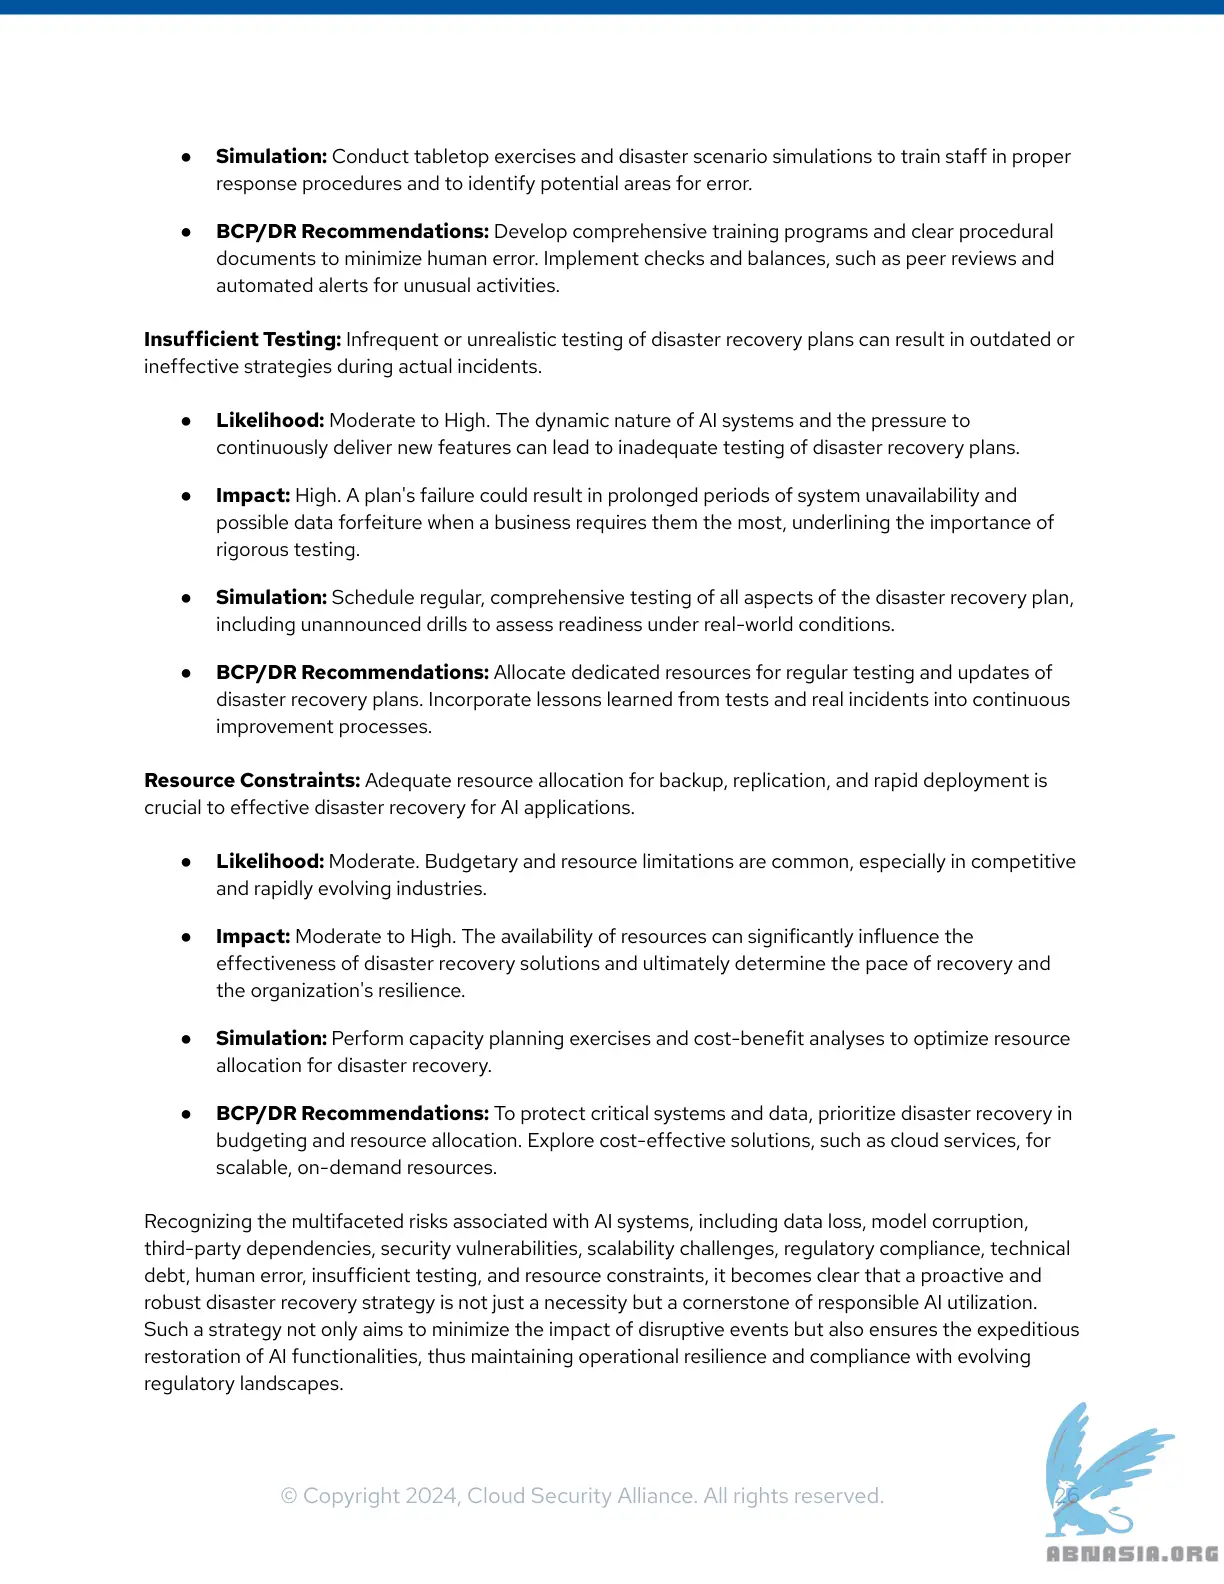 ● Simulation: Conduct tabletop exercises and disaster scenario simulations to train staff in proper
response procedures and to identify potential areas for error.
● BCP/DR Recommendations: Develop comprehensive training programs and clear procedural
documents to minimize human error. Implement checks and balances, such as peer reviews and
automated alerts for unusual activities.
Insufficient Testing: Infrequent or unrealistic testing of disaster recovery plans can result in outdated or
ineffective strategies during actual incidents.
● Likelihood: Moderate to High. The dynamic nature of AI systems and the pressure to
continuously deliver new features can lead to inadequate testing of disaster recovery plans.
● Impact: High. A plan's failure could result in prolonged periods of system unavailability and
possible data forfeiture when a business requires them the most, underlining the importance of
rigorous testing.
● Simulation: Schedule regular, comprehensive testing of all aspects of the disaster recovery plan,
including unannounced drills to assess readiness under real-world conditions.
● BCP/DR Recommendations: Allocate dedicated resources for regular testing and updates of
disaster recovery plans. Incorporate lessons learned from tests and real incidents into continuous
improvement processes.
Resource Constraints: Adequate resource allocation for backup, replication, and rapid deployment is
crucial to effective disaster recovery for AI applications.
● Likelihood: Moderate. Budgetary and resource limitations are common, especially in competitive
and rapidly evolving industries.
● Impact: Moderate to High. The availability of resources can significantly influence the
effectiveness of disaster recovery solutions and ultimately determine the pace of recovery and
the organization's resilience.
● Simulation: Perform capacity planning exercises and cost-benefit analyses to optimize resource
allocation for disaster recovery.
● BCP/DR Recommendations: To protect critical systems and data, prioritize disaster recovery in
budgeting and resource allocation. Explore cost-effective solutions, such as cloud services, for
scalable, on-demand resources.
Recognizing the multifaceted risks associated with AI systems, including data loss, model corruption,
third-party dependencies, security vulnerabilities, scalability challenges, regulatory compliance, technical
debt, human error, insufficient testing, and resource constraints, it becomes clear that a proactive and
robust disaster recovery strategy is not just a necessity but a cornerstone of responsible AI utilization.
Such a strategy not only aims to minimize the impact of disruptive events but also ensures the expeditious
restoration of AI functionalities, thus maintaining operational resilience and compliance with evolving
regulatory landscapes.
© Copyright 2024, Cloud Security Alliance. All rights reserved.
26
ABNASIA.ORG